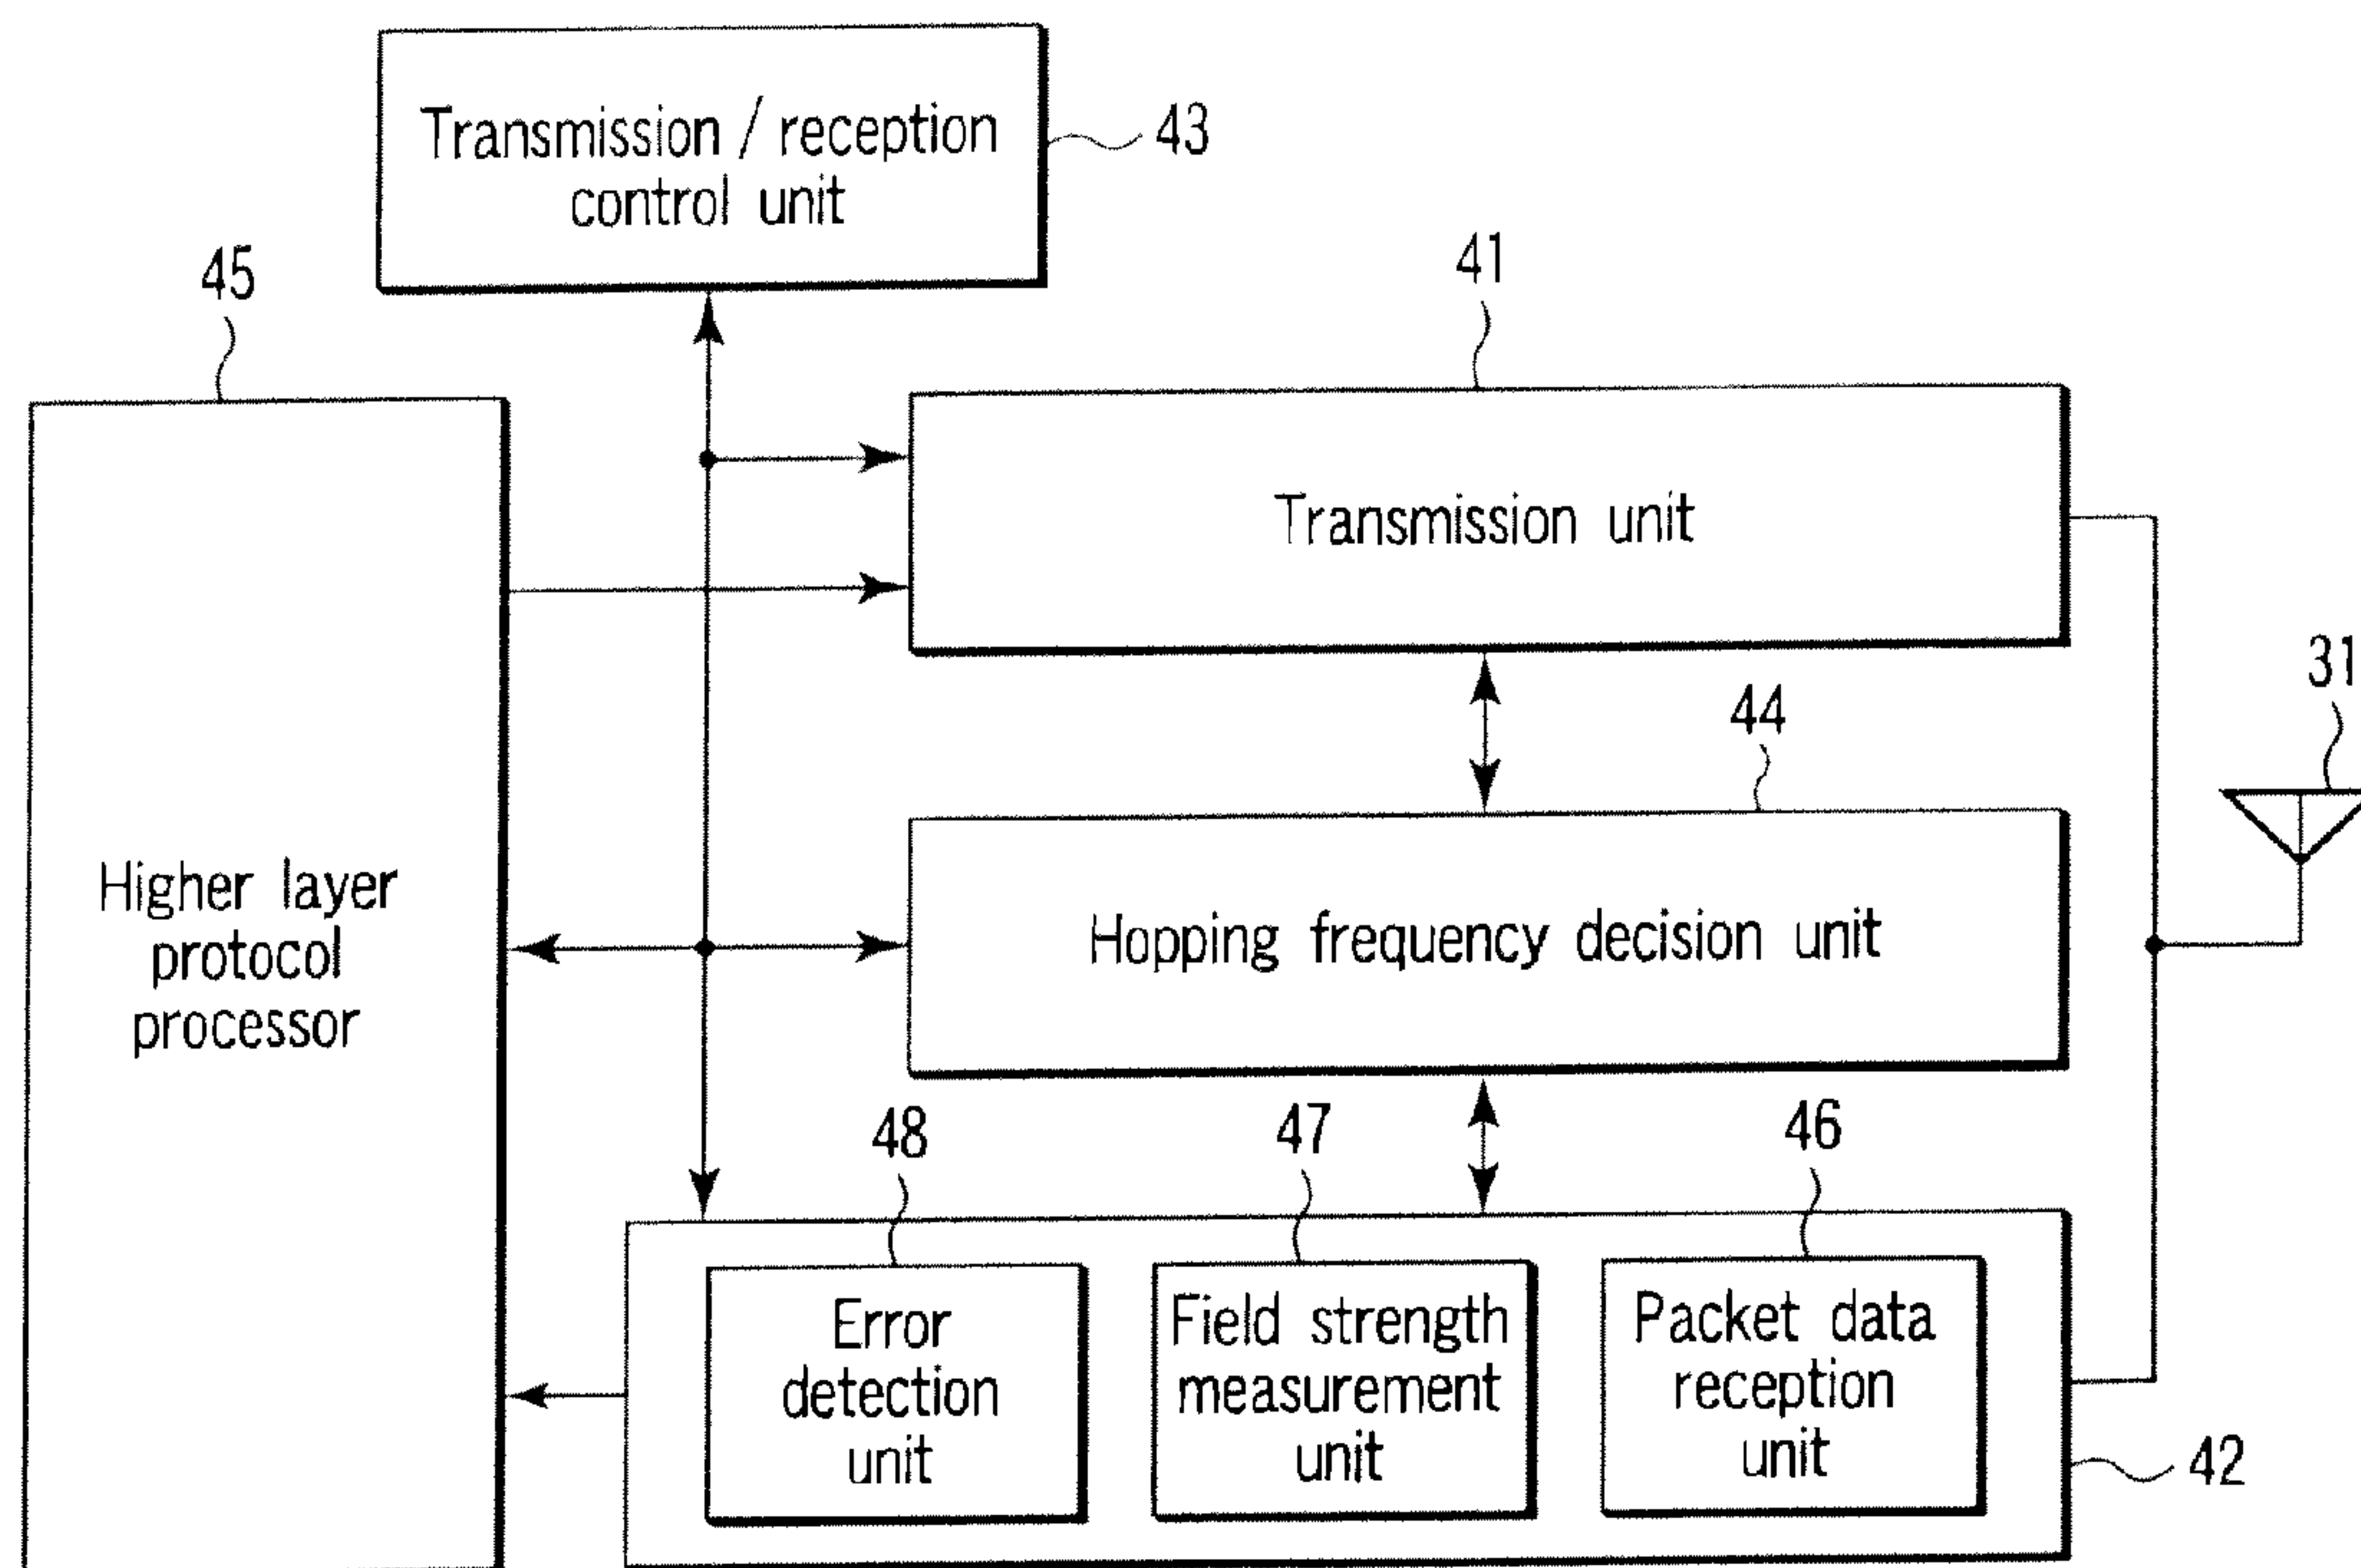 Transmission / reception
control unit
43
45
41
Transmission unit
31
44
Higher layer
protocol
processor
Hopping frequency decision unit
48
47
46
Error
detection
unit
Field strength
measurement
unit
Packet data
reception
unit
42